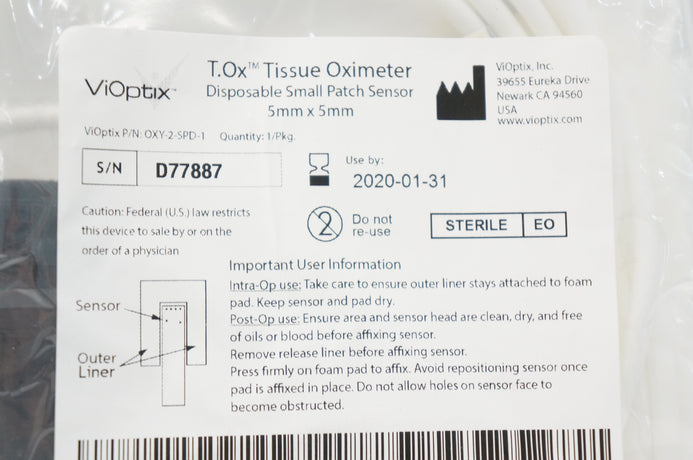 ViOptix™
T.Ox™ Tissue Oximeter
Disposable Small Patch Sensor
5mm x 5mm
ViOptix, Inc.
39655 Eureka Drive
Newark CA 94560
USA
www.vioptix.com
ViOptix P/N: OXY-2-SPD-1 Quantity: 1/Pkg.
S/N D77887
Use by:
2020-01-31
Caution: Federal (U.S.) law restricts
this device to sale by or on the
order of a physician
2
Do not
re-use
STERILE EO
Important User Information
Intra-Op use: Take care to ensure outer liner stays attached to foam
pad. Keep sensor and pad dry.
Post-Op use: Ensure area and sensor head are clean, dry, and free
of oils or blood before affixing sensor.
Remove release liner before affixing sensor.
Press firmly on foam pad to affix. Avoid repositioning sensor once
pad is affixed in place. Do not allow holes on sensor face to
become obstructed.
Sensor
Outer
Liner